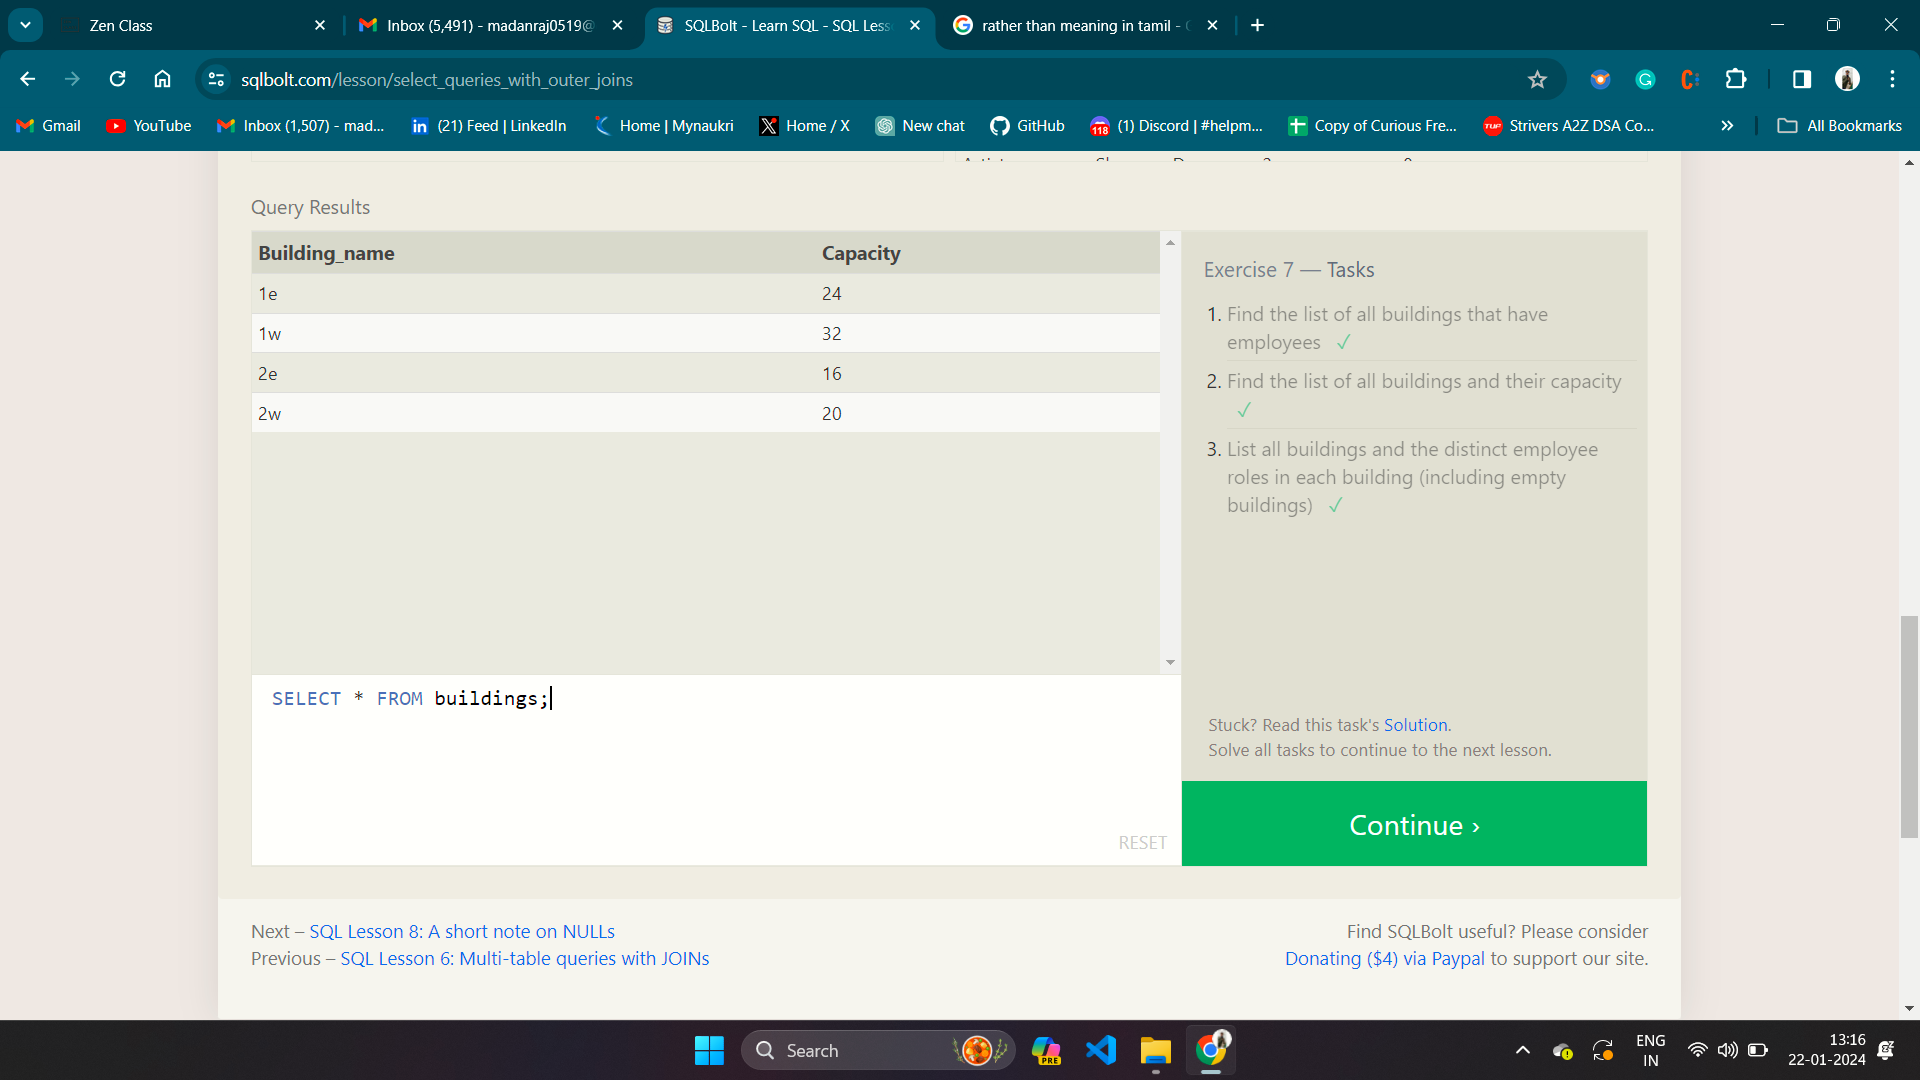 Zen Class
Inbox (5,491) - madanraj0519@
SQLBolt - Learn SQL - SQL Less
rather than meaning in tamil -
sqlbolt.com/lesson/select_queries_with_outer_joins
Gmail
YouTube
Inbox (1,507) - mad...
(21) Feed | LinkedIn
Home | Mynaukri
Home / X
New chat
GitHub
118
(1) Discord | #helpm...
Copy of Curious Fre...
TUF
Strivers A2Z DSA Co...
All Bookmarks
Query Results
Building_name Capacity
1e 24
1w 32
2e 16
2w 20
Exercise 7 — Tasks
1. Find the list of all buildings that have
employees ✓
2. Find the list of all buildings and their capacity
✓
3. List all buildings and the distinct employee
roles in each building (including empty
buildings) ✓
SELECT * FROM buildings;
RESET
Stuck? Read this task's Solution.
Solve all tasks to continue to the next lesson.
Continue ›
Next – SQL Lesson 8: A short note on NULLs
Previous – SQL Lesson 6: Multi-table queries with JOINs
Find SQLBolt useful? Please consider
Donating ($4) via Paypal to support our site.
Search
PRE
ENG
IN
13:16
22-01-2024